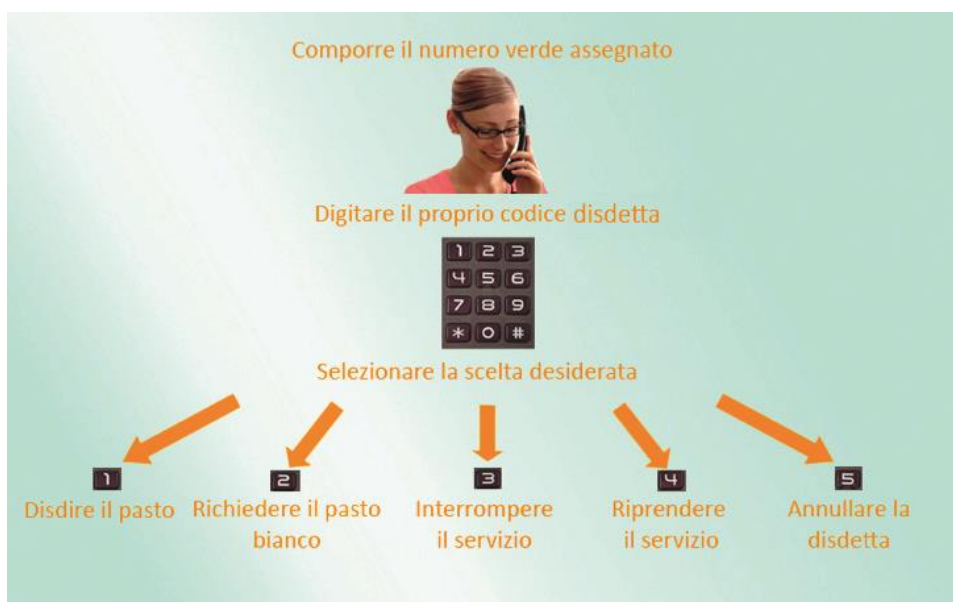 Comporre il numero verde assegnato
Digitare il proprio codice disdetta
1 2 3
4 5 6
7 8 9
* 0 #
Selezionare la scelta desiderata
1
Disdire il pasto
2
Richiedere il pasto
bianco
3
Interrompere
il servizio
4
Riprendere
il servizio
5
Annullare la
disdetta